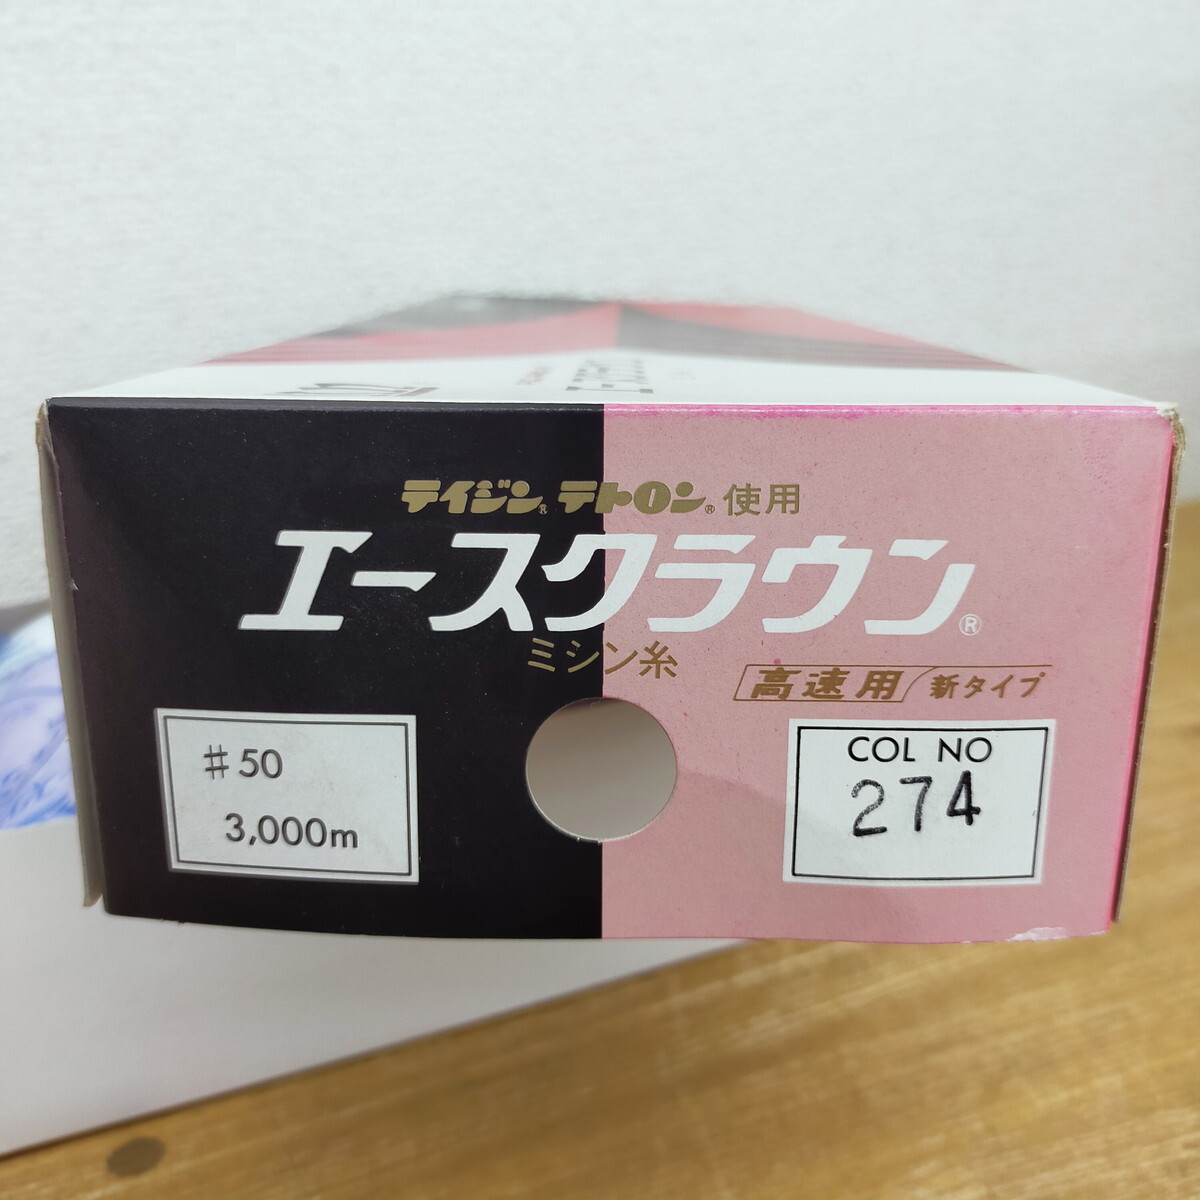 テイジン®テトロン®使用
エースクラウン®
ミシン糸
高速用/新タイプ
#50
3,000m
COL NO
274